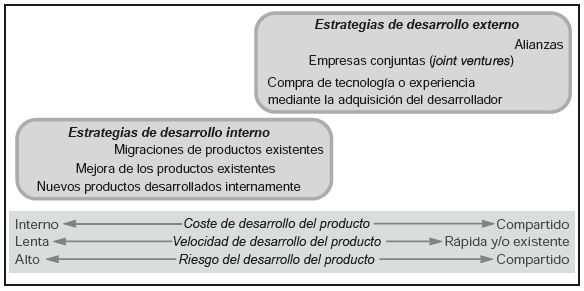 Estrategias de desarrollo externo
Alianzas
Empresas conjuntas (joint ventures)
Compra de tecnología o experiencia
mediante la adquisición del desarrollador
Estrategias de desarrollo interno
Migraciones de productos existentes
Mejora de los productos existentes
Nuevos productos desarrollados internamente
Interno Coste de desarrollo del producto Compartido
Lenta Velocidad de desarrollo del producto Rápida y/o existente
Alto Riesgo del desarrollo del producto Compartido